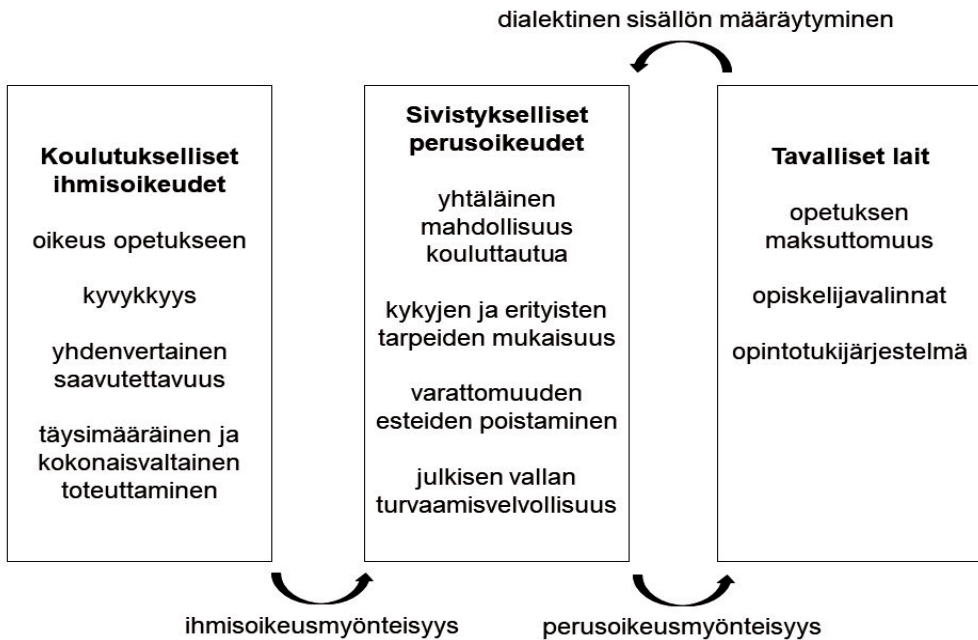 dialektinen sisällön määräytyminen
Koulutukselliset
ihmisoikeudet
oikeus opetukseen
kyvykkyys
yhdenvertainen
saavutettavuus
täysimääräinen ja
kokonaisvaltainen
toteuttaminen
Sivistykselliset
perusoikeudet
yhtäläinen
mahdollisuus
kouluttautua
kykyjen ja erityisten
tarpeiden mukaisuus
varattomuuden
esteiden poistaminen
julkisen vallan
turvaamisvelvollisuus
Tavalliset lait
opetuksen
maksuttomuus
opiskelijavalinnat
opintotukijärjestelmä
ihmisoikeusmyönteisyys
perusoikeusmyönteisyys